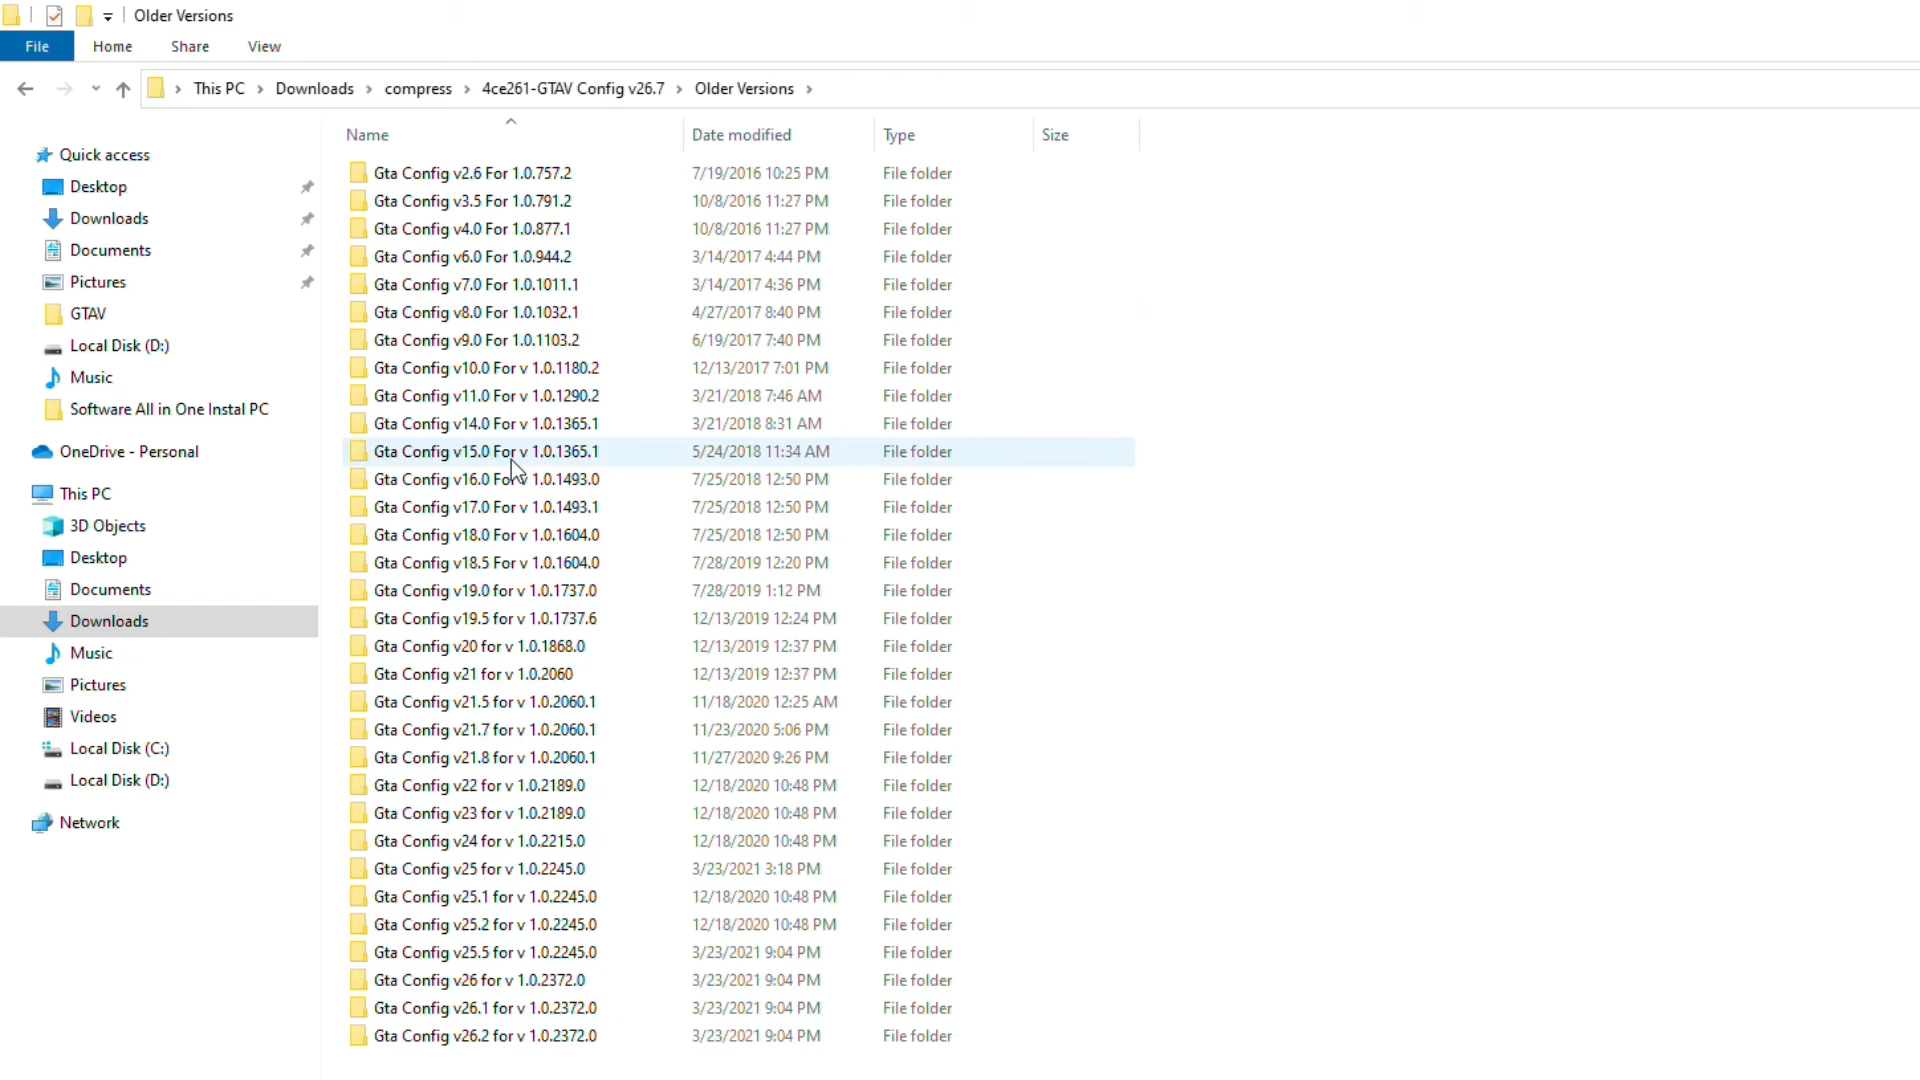 Older Versions
File Home Share View
This PC Downloads compress 4ce261-GTAV Config v26.7 Older Versions
Name Date modified Type Size
Quick access
Desktop
Downloads
Documents
Pictures
GTAV
Local Disk (D:)
Music
Software All in One Instal PC
OneDrive - Personal
This PC
3D Objects
Desktop
Documents
Downloads
Music
Pictures
Videos
Local Disk (C:)
Local Disk (D:)
Network
Gta Config v2.6 For 1.0.757.2 7/19/2016 10:25 PM File folder
Gta Config v3.5 For 1.0.791.2 10/8/2016 11:27 PM File folder
Gta Config v4.0 For 1.0.877.1 10/8/2016 11:27 PM File folder
Gta Config v6.0 For 1.0.944.2 3/14/2017 4:44 PM File folder
Gta Config v7.0 For 1.0.1011.1 3/14/2017 4:36 PM File folder
Gta Config v8.0 For 1.0.1032.1 4/27/2017 8:40 PM File folder
Gta Config v9.0 For 1.0.1103.2 6/19/2017 7:40 PM File folder
Gta Config v10.0 For v 1.0.1180.2 12/13/2017 7:01 PM File folder
Gta Config v11.0 For v 1.0.1290.2 3/21/2018 7:46 AM File folder
Gta Config v14.0 For v 1.0.1365.1 3/21/2018 8:31 AM File folder
Gta Config v15.0 For v 1.0.1365.1 5/24/2018 11:34 AM File folder
Gta Config v16.0 For v 1.0.1493.0 7/25/2018 12:50 PM File folder
Gta Config v17.0 For v 1.0.1493.1 7/25/2018 12:50 PM File folder
Gta Config v18.0 For v 1.0.1604.0 7/25/2018 12:50 PM File folder
Gta Config v18.5 For v 1.0.1604.0 7/28/2019 12:20 PM File folder
Gta Config v19.0 for v 1.0.1737.0 7/28/2019 1:12 PM File folder
Gta Config v19.5 for v 1.0.1737.6 12/13/2019 12:24 PM File folder
Gta Config v20 for v 1.0.1868.0 12/13/2019 12:37 PM File folder
Gta Config v21 for v 1.0.2060 12/13/2019 12:37 PM File folder
Gta Config v21.5 for v 1.0.2060.1 11/18/2020 12:25 AM File folder
Gta Config v21.7 for v 1.0.2060.1 11/23/2020 5:06 PM File folder
Gta Config v21.8 for v 1.0.2060.1 11/27/2020 9:26 PM File folder
Gta Config v22 for v 1.0.2189.0 12/18/2020 10:48 PM File folder
Gta Config v23 for v 1.0.2189.0 12/18/2020 10:48 PM File folder
Gta Config v24 for v 1.0.2215.0 12/18/2020 10:48 PM File folder
Gta Config v25 for v 1.0.2245.0 3/23/2021 3:18 PM File folder
Gta Config v25.1 for v 1.0.2245.0 12/18/2020 10:48 PM File folder
Gta Config v25.2 for v 1.0.2245.0 12/18/2020 10:48 PM File folder
Gta Config v25.5 for v 1.0.2245.0 3/23/2021 9:04 PM File folder
Gta Config v26 for v 1.0.2372.0 3/23/2021 9:04 PM File folder
Gta Config v26.1 for v 1.0.2372.0 3/23/2021 9:04 PM File folder
Gta Config v26.2 for v 1.0.2372.0 3/23/2021 9:04 PM File folder